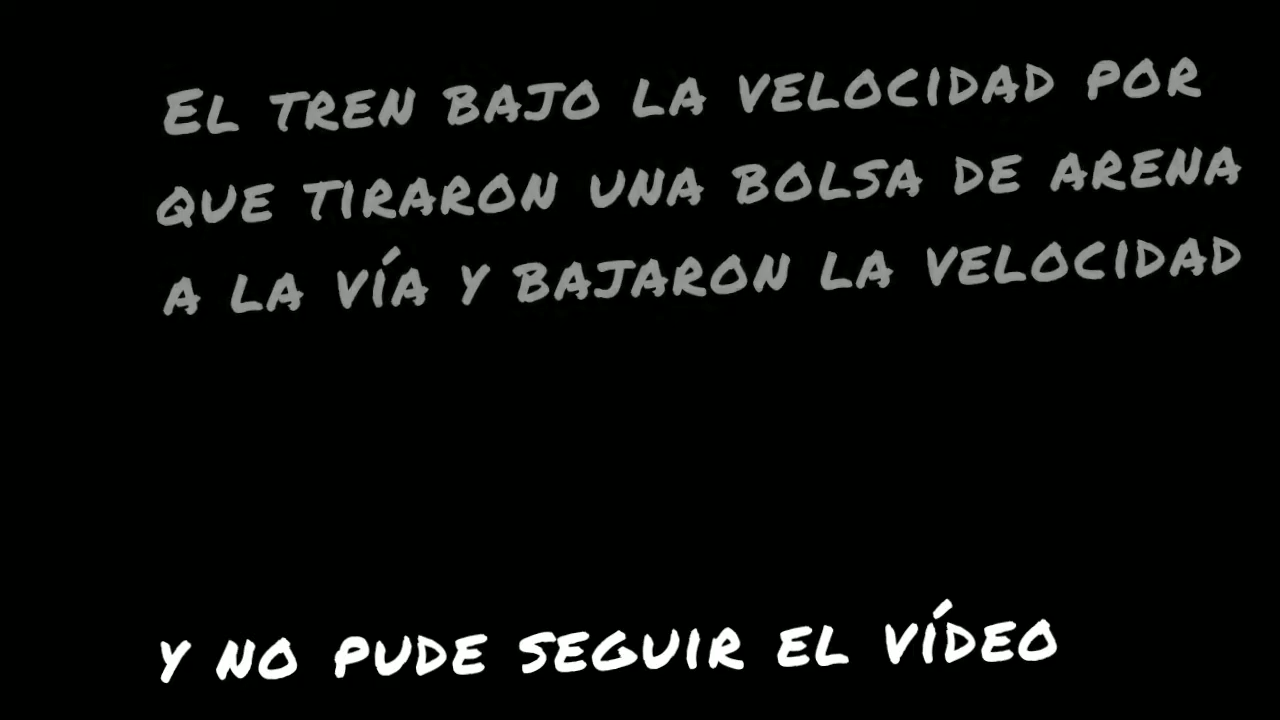 El tren bajo la velocidad por
que tiraron una bolsa de arena
a la vía y bajaron la velocidad
y no pude seguir el vídeo